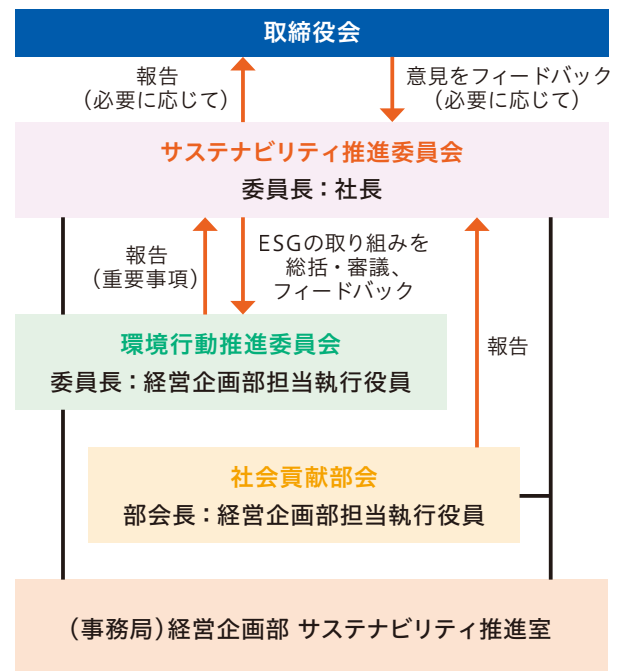 取締役会
報告
（必要に応じて）
意見をフィードバック
（必要に応じて）
サステナビリティ推進委員会
委員長：社長
報告
（重要事項）
ESGの取り組みを
総括・審議、
フィードバック
環境行動推進委員会
委員長：経営企画部担当執行役員
報告
社会貢献部会
部会長：経営企画部担当執行役員
（事務局）経営企画部 サステナビリティ推進室